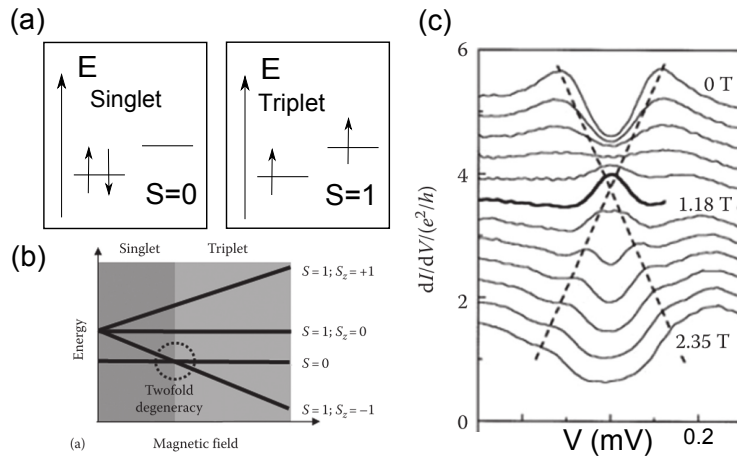 (a)
E
Singlet
S=0
E
Triplet
S=1
(b)
Singlet
Triplet
Energy
S = 1; S_z = +1
S = 1; S_z = 0
S = 0
S = 1; S_z = −1
Twofold
degeneracy
(a)
Magnetic field
c)
dI/dV/(e²/h)
6
4
2
0
0 T
1.18 T
2.35 T
V (mV)
0.2